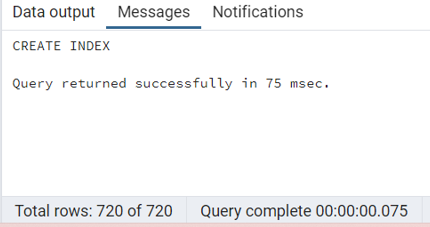 Data output Messages Notifications
CREATE INDEX
Query returned successfully in 75 msec.
Total rows: 720 of 720 Query complete 00:00:00.075